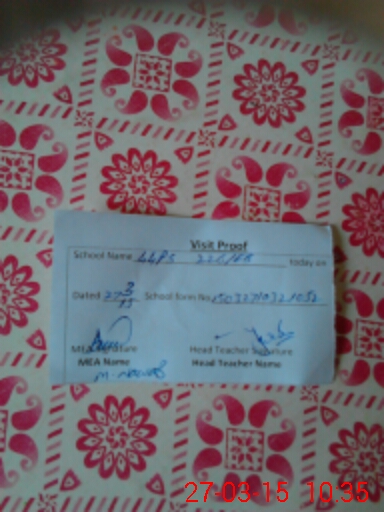 Visit Proof
School Name GGPS today on
Dated 27 3/15 School form No.
MEA Signature Head Teacher Signature
MEA Name Head Teacher Name
27-03-15 10:35